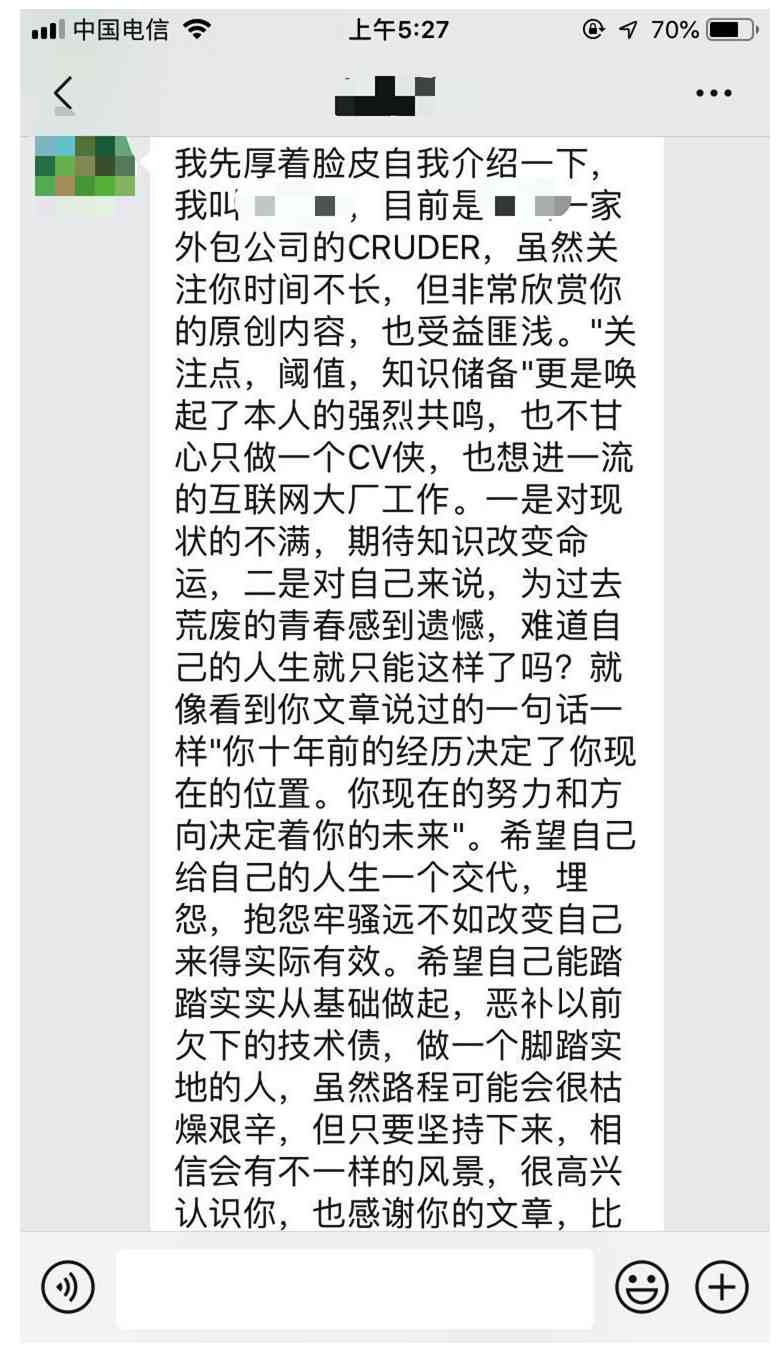 中国电信
上午5:27
70%
我先厚着脸皮自我介绍一下，
我叫 ，目前是 一家
外包公司的CRUDER，虽然关
注你时间不长，但非常欣赏你
的原创内容，也受益匪浅。"关
注点，阈值，知识储备"更是唤
起了本人的强烈共鸣，也不甘
心只做一个CV侠，也想进一流
的互联网大厂工作。一是对现
状的不满，期待知识改变命
运，二是对自己来说，为过去
荒废的青春感到遗憾，难道自
己的人生就只能这样了吗？就
像看到你文章说过的一句话一
样"你十年前的经历决定了你现
在的位置。你现在的努力和方
向决定着你的未来"。希望自己
给自己的人生一个交代，埋
怨，抱怨牢骚远不如改变自己
来得实际有效。希望自己能踏
踏实实从基础做起，恶补以前
欠下的技术债，做一个脚踏实
地的人，虽然路程可能会很枯
燥艰辛，但只要坚持下来，相
信会有不一样的风景，很高兴
认识你，也感谢你的文章，比